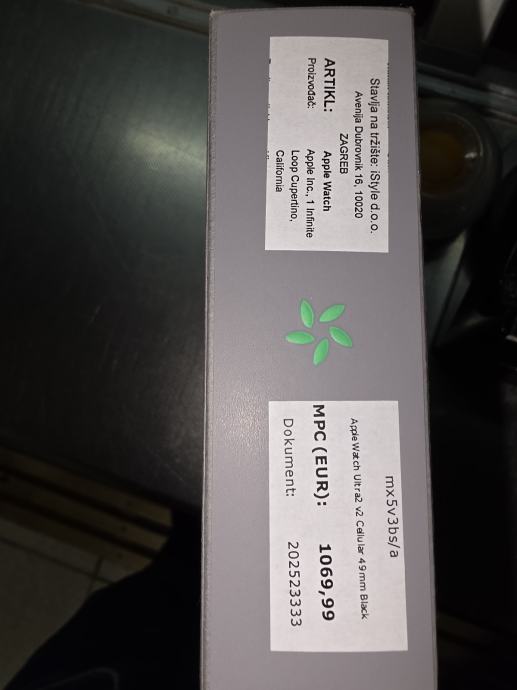 Stavlja na tržište: iStyle d.o.o.
Avenija Dubrovnik 16, 10020
ZAGREB
ARTIKL: Apple Watch
Proizvođač: Apple Inc., 1 Infinite
Loop Cupertino,
California
mx5v3bs/a
Apple Watch Ultra2 v2 Cellular 49mm Black
MPC (EUR): 1069,99
Dokument: 202523333